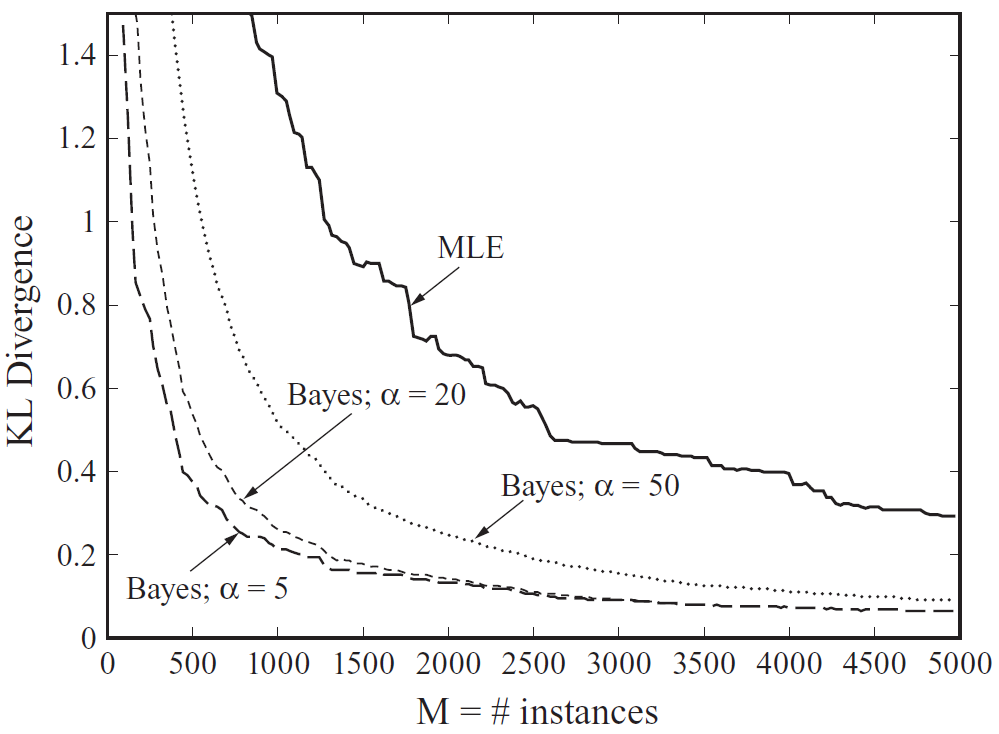 1.4
1.2
1
0.8
0.6
0.4
0.2
0
KL Divergence
MLE
Bayes; α = 20
Bayes; α = 50
Bayes; α = 5
0 500 1000 1500 2000 2500 3000 3500 4000 4500 5000
M = # instances